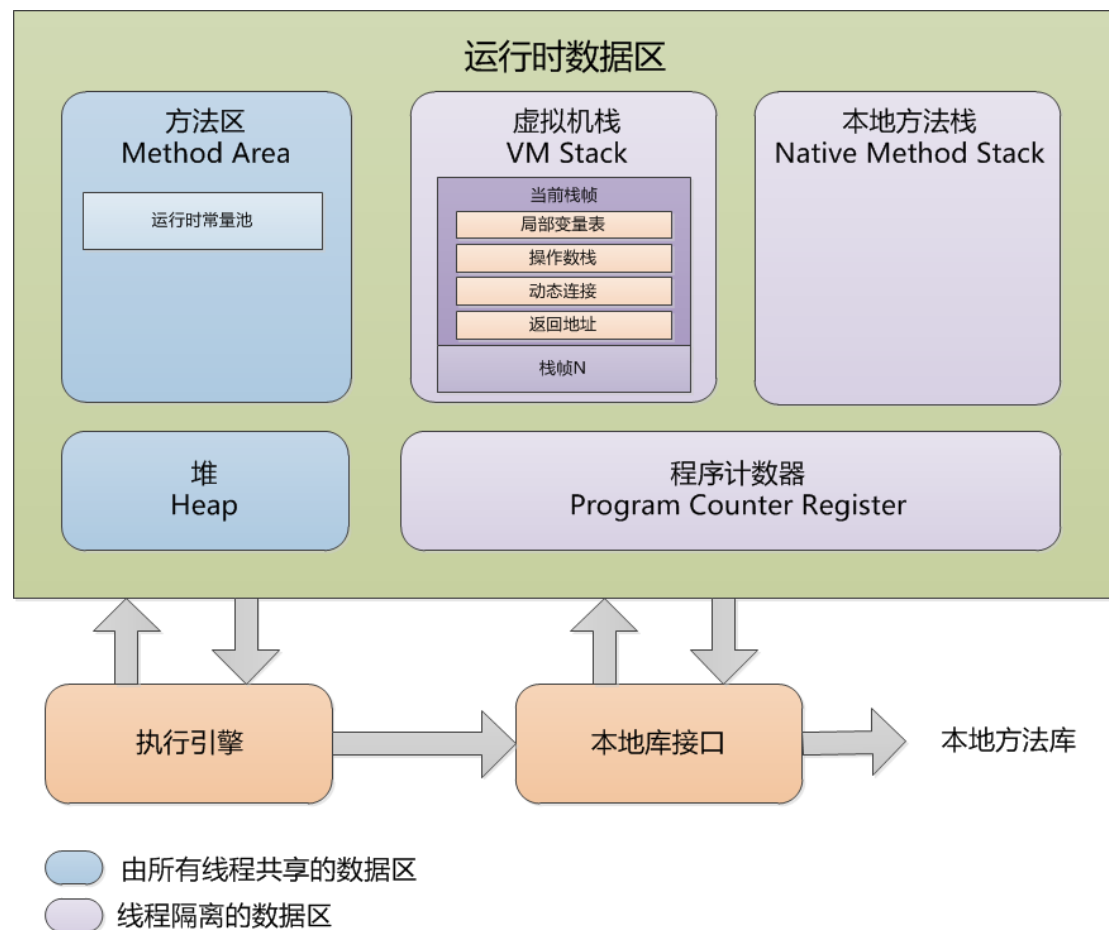 运行时数据区
方法区
Method Area
运行时常量池
虚拟机栈
VM Stack
当前栈帧
局部变量表
操作数栈
动态连接
返回地址
栈帧N
本地方法栈
Native Method Stack
堆
Heap
程序计数器
Program Counter Register
执行引擎
本地库接口
本地方法库
由所有线程共享的数据区
线程隔离的数据区